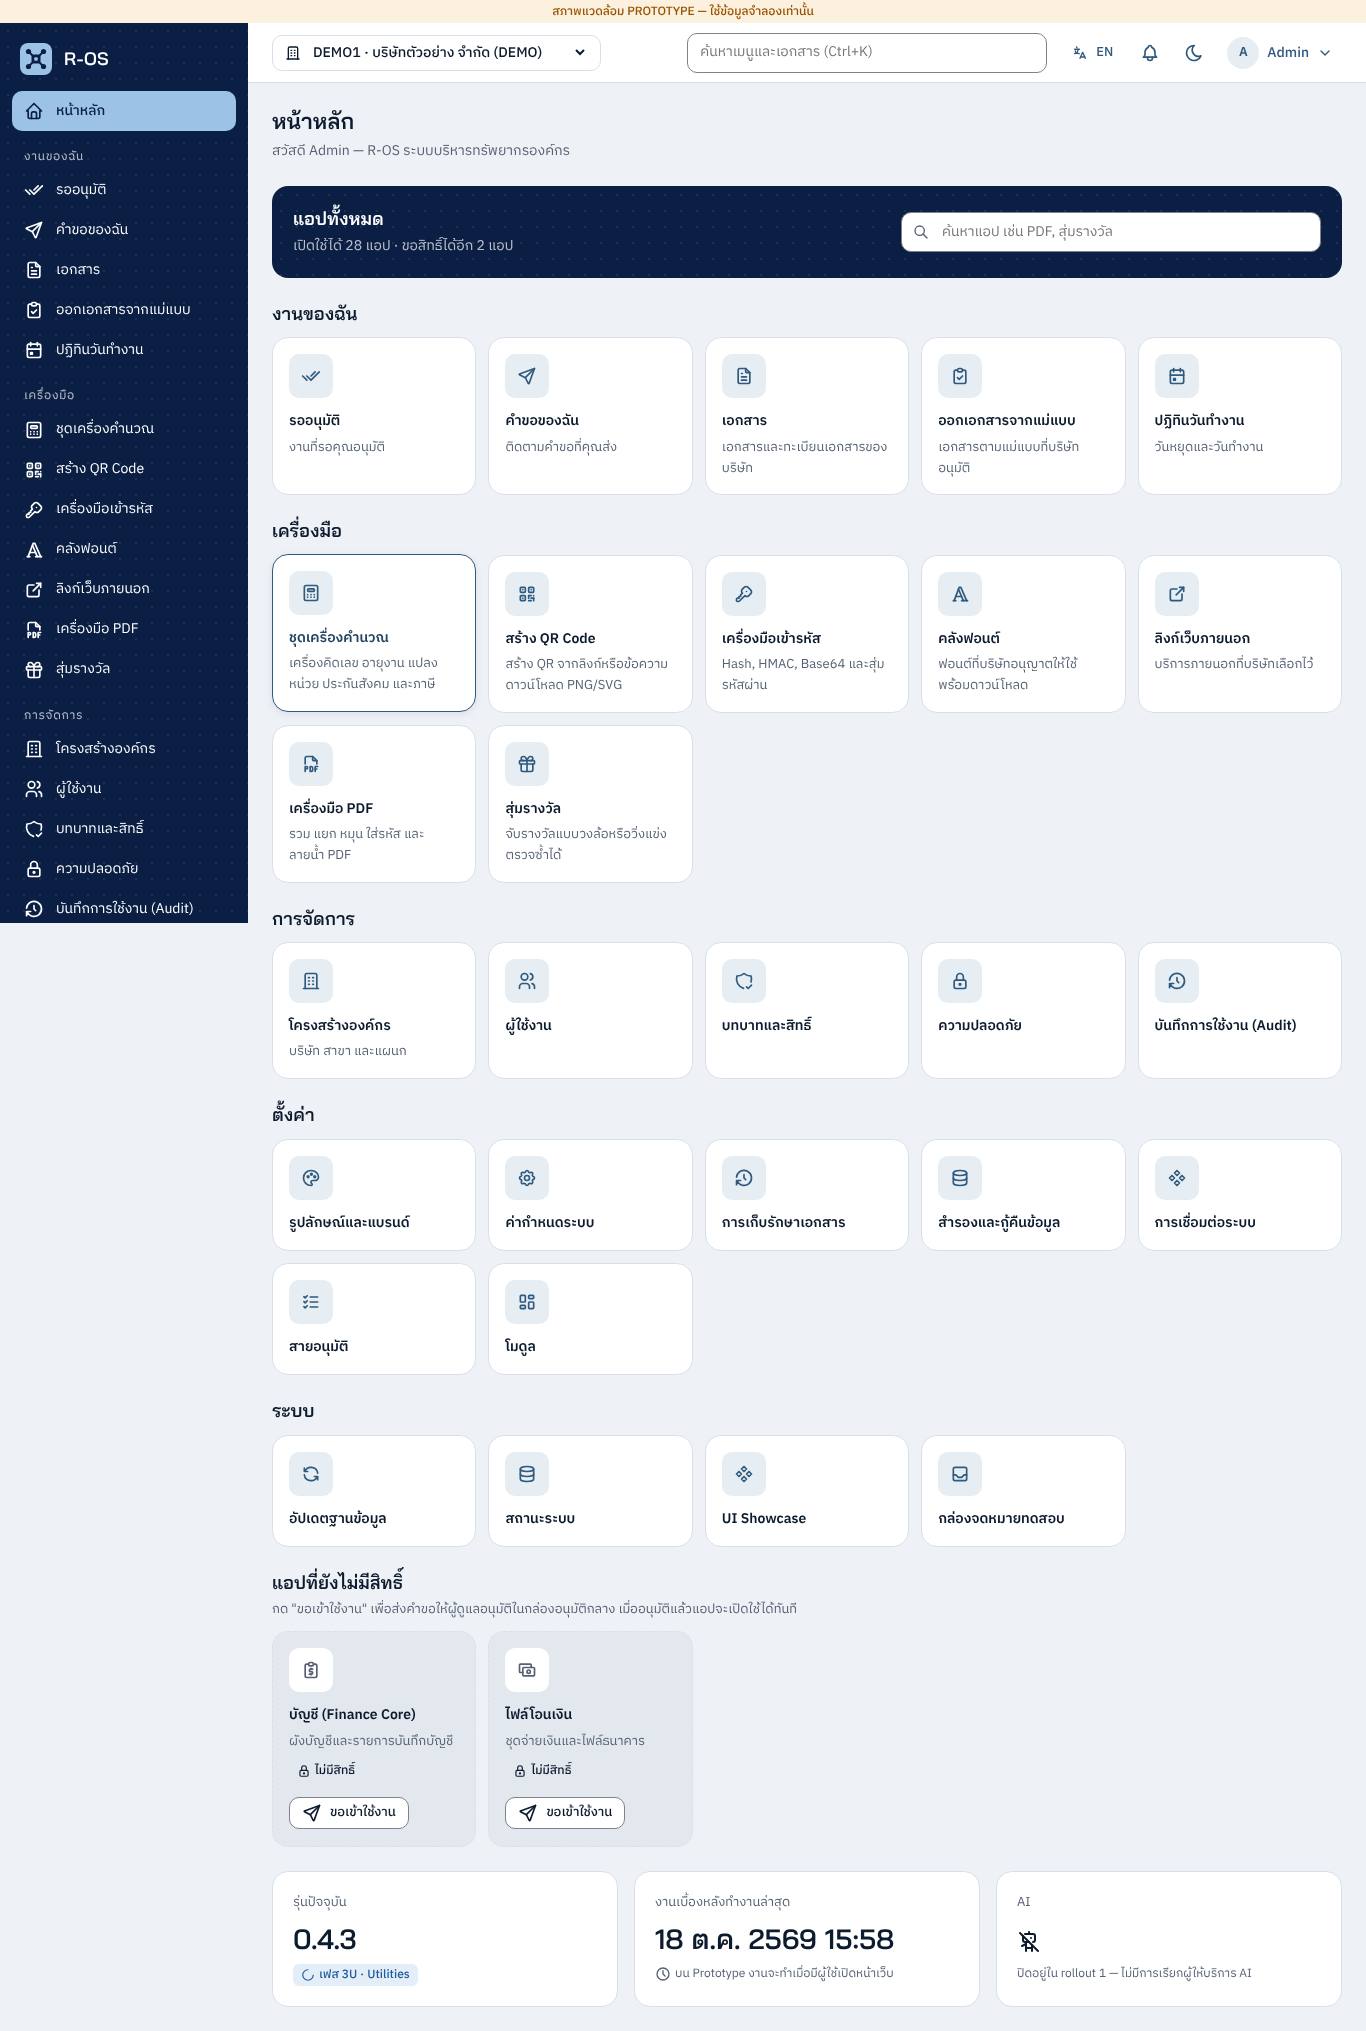 สภาพแวดล้อม PROTOTYPE — ใช้ข้อมูลจำลองเท่านั้น
R-OS
หน้าหลัก
งานของฉัน
รออนุมัติ
คำขอของฉัน
เอกสาร
ออกเอกสารจากแม่แบบ
ปฏิทินวันทำงาน
เครื่องมือ
ชุดเครื่องคำนวณ
สร้าง QR Code
เครื่องมือเข้ารหัส
คลังฟอนต์
ลิงก์เว็บภายนอก
เครื่องมือ PDF
สุ่มรางวัล
การจัดการ
โครงสร้างองค์กร
ผู้ใช้งาน
บทบาทและสิทธิ์
ความปลอดภัย
บันทึกการใช้งาน (Audit)
DEMO1 · บริษัทตัวอย่าง จำกัด (DEMO)
ค้นหาเมนูและเอกสาร (Ctrl+K)
EN
A Admin
หน้าหลัก
สวัสดี Admin — R-OS ระบบบริหารทรัพยากรองค์กร
แอปทั้งหมด
เปิดใช้ได้ 28 แอป · ขอสิทธิ์ได้อีก 2 แอป
ค้นหาแอป เช่น PDF, สุ่มรางวัล
งานของฉัน
รออนุมัติ
งานที่รอคุณอนุมัติ
คำขอของฉัน
ติดตามคำขอที่คุณส่ง
เอกสาร
เอกสารและทะเบียนเอกสารของ
บริษัท
ออกเอกสารจากแม่แบบ
เอกสารตามแม่แบบที่บริษัท
อนุมัติ
ปฏิทินวันทำงาน
วันหยุดและวันทำงาน
เครื่องมือ
ชุดเครื่องคำนวณ
เครื่องคิดเลข อายุงาน แปลง
หน่วย ประกันสังคม และภาษี
สร้าง QR Code
สร้าง QR จากลิงก์หรือข้อความ
ดาวน์โหลด PNG/SVG
เครื่องมือเข้ารหัส
Hash, HMAC, Base64 และสุ่ม
รหัสผ่าน
คลังฟอนต์
ฟอนต์ที่บริษัทอนุญาตให้ใช้
พร้อมดาวน์โหลด
ลิงก์เว็บภายนอก
บริการภายนอกที่บริษัทเลือกไว้
เครื่องมือ PDF
รวม แยก หมุน ใส่รหัส และ
ลายน้ำ PDF
สุ่มรางวัล
จับรางวัลแบบวงล้อหรือวิ่งแข่ง
ตรวจซ้ำได้
การจัดการ
โครงสร้างองค์กร
บริษัท สาขา และแผนก
ผู้ใช้งาน
บทบาทและสิทธิ์
ความปลอดภัย
บันทึกการใช้งาน (Audit)
ตั้งค่า
รูปลักษณ์และแบรนด์
ค่ากำหนดระบบ
การเก็บรักษาเอกสาร
สำรองและกู้คืนข้อมูล
การเชื่อมต่อระบบ
สายอนุมัติ
โมดูล
ระบบ
อัปเดตฐานข้อมูล
สถานะระบบ
UI Showcase
กล่องจดหมายทดสอบ
แอปที่ยังไม่มีสิทธิ์
กด "ขอเข้าใช้งาน" เพื่อส่งคำขอให้ผู้ดูแลอนุมัติในกล่องอนุมัติกลาง เมื่ออนุมัติแล้วแอปจะเปิดใช้ได้ทันที
บัญชี (Finance Core)
ผังบัญชีและรายการบันทึกบัญชี
ไม่มีสิทธิ์
ขอเข้าใช้งาน
ไฟล์โอนเงิน
ชุดจ่ายเงินและไฟล์ธนาคาร
ไม่มีสิทธิ์
ขอเข้าใช้งาน
รุ่นปัจจุบัน
0.4.3
เฟส 3U · Utilities
งานเบื้องหลังทำงานล่าสุด
18 ต.ค. 2569 15:58
บน Prototype งานจะทำเมื่อมีผู้ใช้เปิดหน้าเว็บ
AI
ปิดอยู่ใน rollout 1 — ไม่มีการเรียกผู้ให้บริการ AI